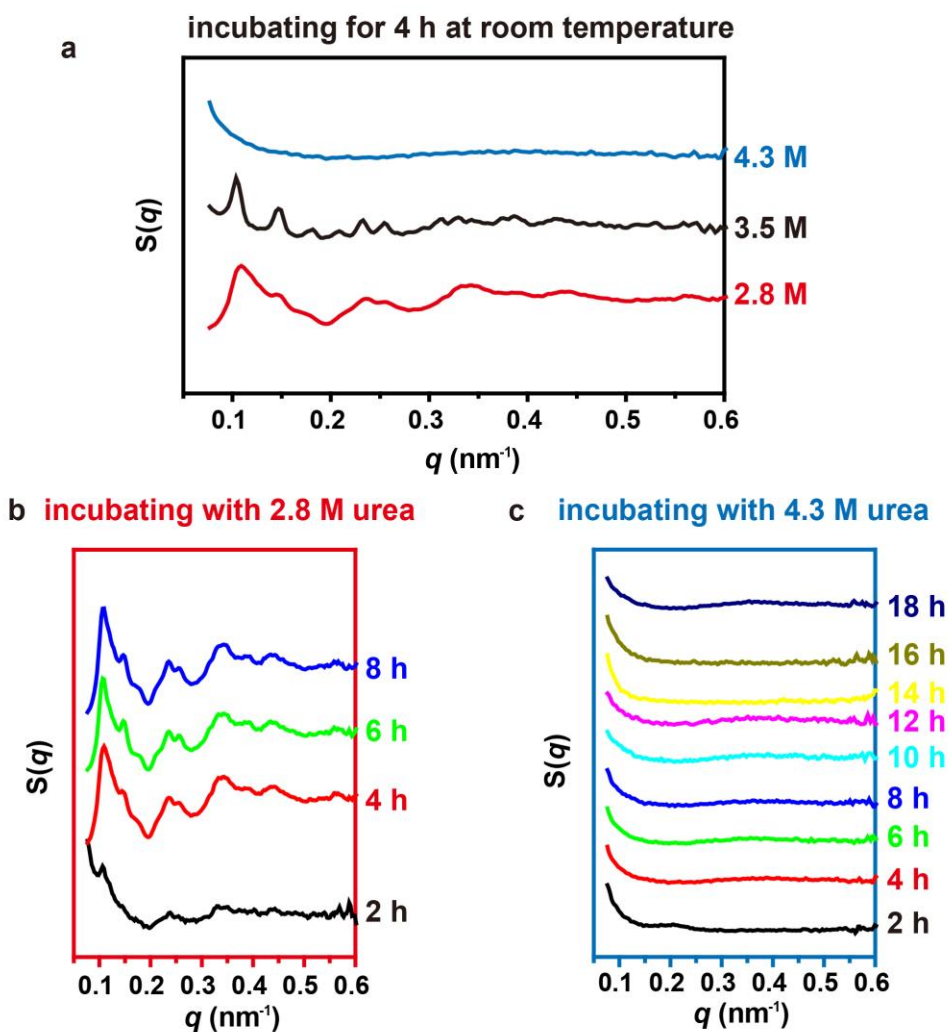 incubating for 4 h at room temperature
a
S(q)
4.3 M
3.5 M
2.8 M
0.1 0.2 0.3 0.4 0.5 0.6
q (nm⁻¹)
b incubating with 2.8 M urea
S(q)
8 h
6 h
4 h
2 h
0.1 0.2 0.3 0.4 0.5 0.6
q (nm⁻¹)
c incubating with 4.3 M urea
S(q)
18 h
16 h
14 h
12 h
10 h
8 h
6 h
4 h
2 h
0.1 0.2 0.3 0.4 0.5 0.6
q (nm⁻¹)